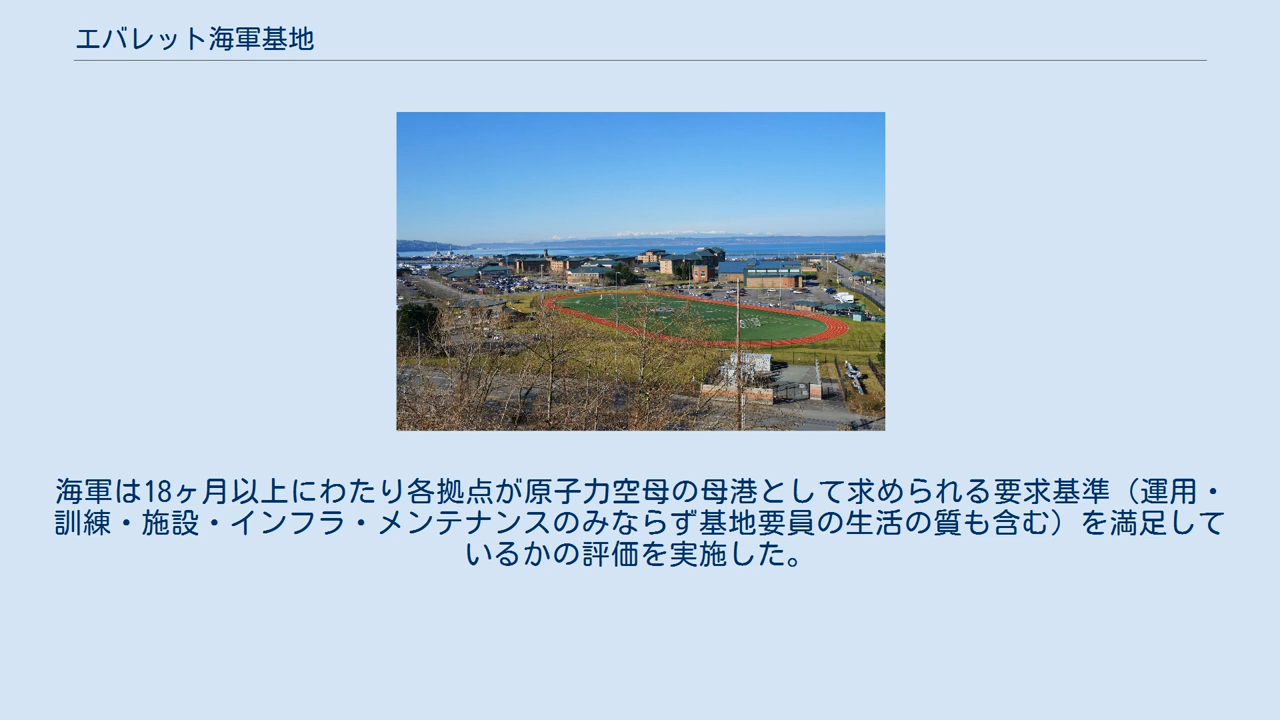 エバレット海軍基地
海軍は18ヶ月以上にわたり各拠点が原子力空母の母港として求められる要求基準（運用・
訓練・施設・インフラ・メンテナンスのみならず基地要員の生活の質も含む）を満足して
いるかの評価を実施した。